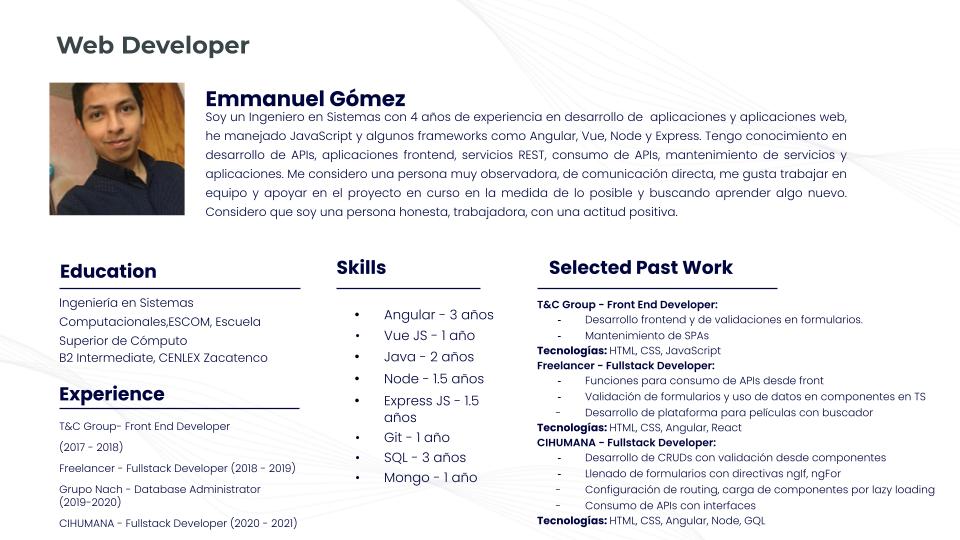 Web Developer
Emmanuel Gómez
Soy un Ingeniero en Sistemas con 4 años de experiencia en desarrollo de aplicaciones y aplicaciones web,
he manejado JavaScript y algunos frameworks como Angular, Vue, Node y Express. Tengo conocimiento en
desarrollo de APIs, aplicaciones frontend, servicios REST, consumo de APIs, mantenimiento de servicios y
aplicaciones. Me considero una persona muy observadora, de comunicación directa, me gusta trabajar en
equipo y apoyar en el proyecto en curso en la medida de lo posible y buscando aprender algo nuevo.
Considero que soy una persona honesta, trabajadora, con una actitud positiva.
Education
Ingeniería en Sistemas
Computacionales,ESCOM, Escuela
Superior de Cómputo
B2 Intermediate, CENLEX Zacatenco
Experience
T&C Group- Front End Developer
(2017 - 2018)
Freelancer - Fullstack Developer (2018 - 2019)
Grupo Nach - Database Administrator
(2019-2020)
CIHUMANA - Fullstack Developer (2020 - 2021)
Skills
• Angular - 3 años
• Vue JS - 1 año
• Java - 2 años
• Node - 1.5 años
• Express JS - 1.5
años
• Git - 1 año
• SQL - 3 años
• Mongo - 1 año
Selected Past Work
T&C Group - Front End Developer:
- Desarrollo frontend y de validaciones en formularios.
- Mantenimiento de SPAs
Tecnologías: HTML, CSS, JavaScript
Freelancer - Fullstack Developer:
- Funciones para consumo de APIs desde front
- Validación de formularios y uso de datos en componentes en TS
- Desarrollo de plataforma para películas con buscador
Tecnologías: HTML, CSS, Angular, React
CIHUMANA - Fullstack Developer:
- Desarrollo de CRUDs con validación desde componentes
- Llenado de formularios con directivas ngIf, ngFor
- Configuración de routing, carga de componentes por lazy loading
- Consumo de APIs con interfaces
Tecnologías: HTML, CSS, Angular, Node, GQL